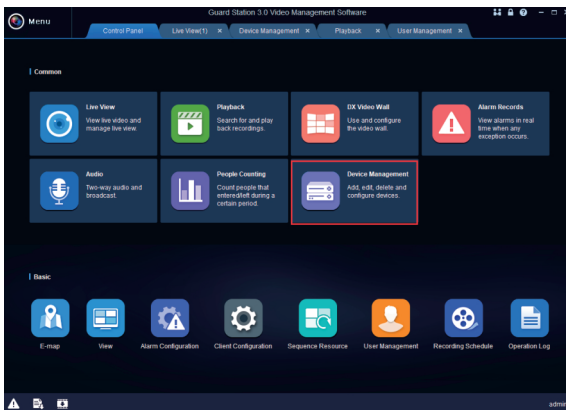 Guard Station 3.0 Video Management Software
Menu
Control Panel
Live View(1) ×
Device Management ×
Playback ×
User Management ×
Common
Live View
View live video and
manage live view.
Playback
Search for and play
back recordings.
DX Video Wall
Use and configure
the video wall.
Alarm Records
View alarms in real
time when any
exception occurs.
Audio
Two-way audio and
broadcast.
People Counting
Count people that
entered/left during a
certain period.
Device Management
Add, edit, delete and
configure devices.
Basic
E-map
View
Alarm Configuration
Client Configuration
Sequence Resource
User Management
Recording Schedule
Operation Log
admin